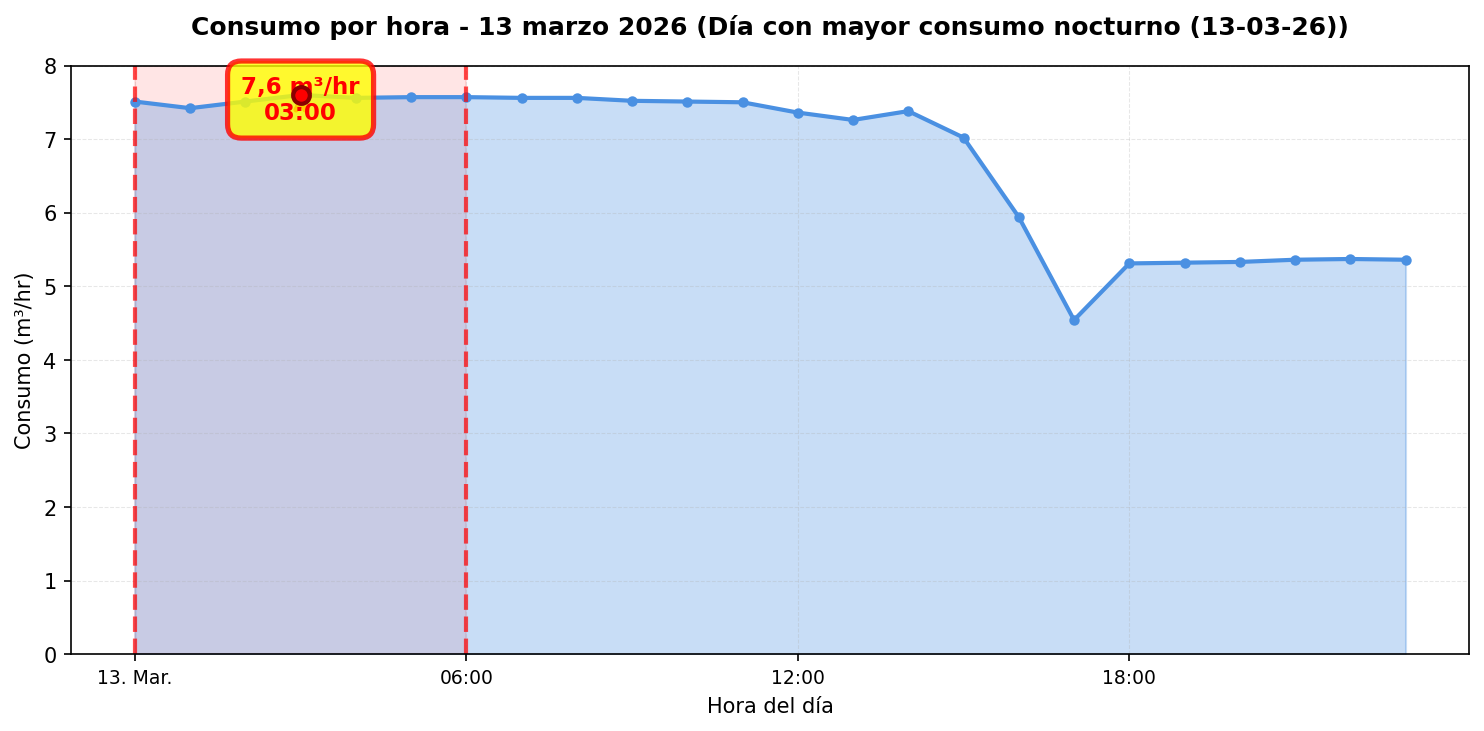 Consumo por hora - 13 marzo 2026 (Día con mayor consumo nocturno (13-03-26))
7,6 m³/hr
03:00
Consumo (m³/hr)
8
7
6
5
4
3
2
1
0
13. Mar.
06:00
12:00
18:00
Hora del día